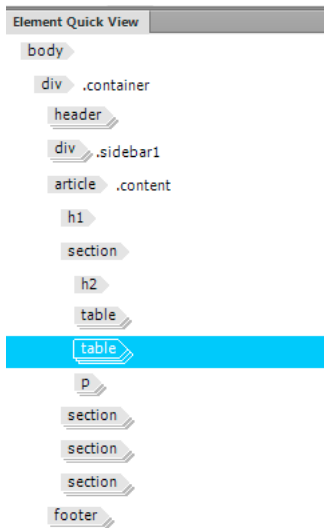 Element Quick View
body
div .container
header
div .sidebar1
article .content
h1
section
h2
table
table
p
section
section
section
footer